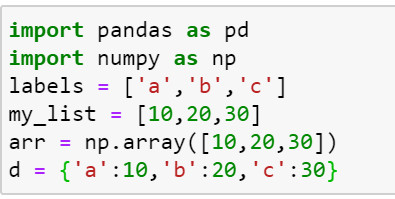 import pandas as pd
import numpy as np
labels = ['a','b','c']
my_list = [10,20,30]
arr = np.array([10,20,30])
d = {'a':10,'b':20,'c':30}